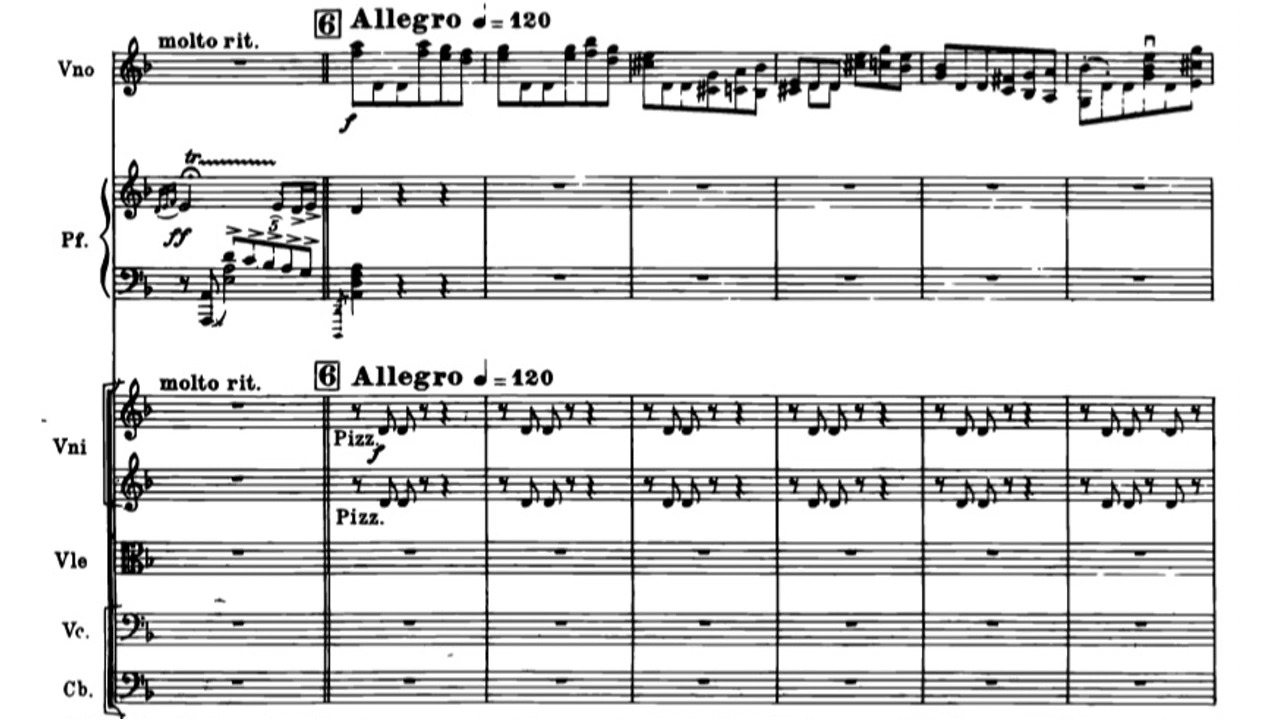 6 Allegro ♩ = 120
molto rit.
Vno
f
tr
ff
5
Pf.
6 Allegro ♩ = 120
molto rit.
Pizz.
f
Vni
Pizz.
Vle
Vc.
Cb.